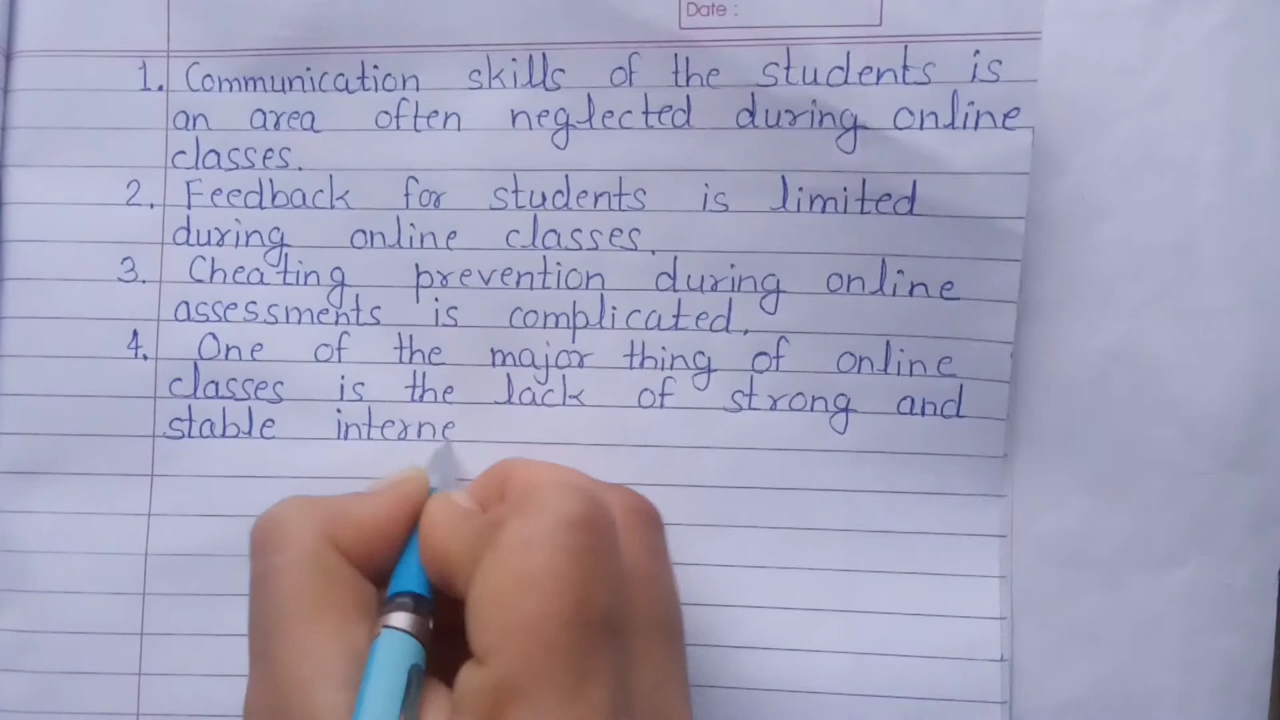 Date :
1. Communication skills of the students is
an area often neglected during online
classes.
2. Feedback for students is limited
during online classes.
3. Cheating prevention during online
assessments is complicated.
4. One of the major thing of online
classes is the lack of strong and
stable interne